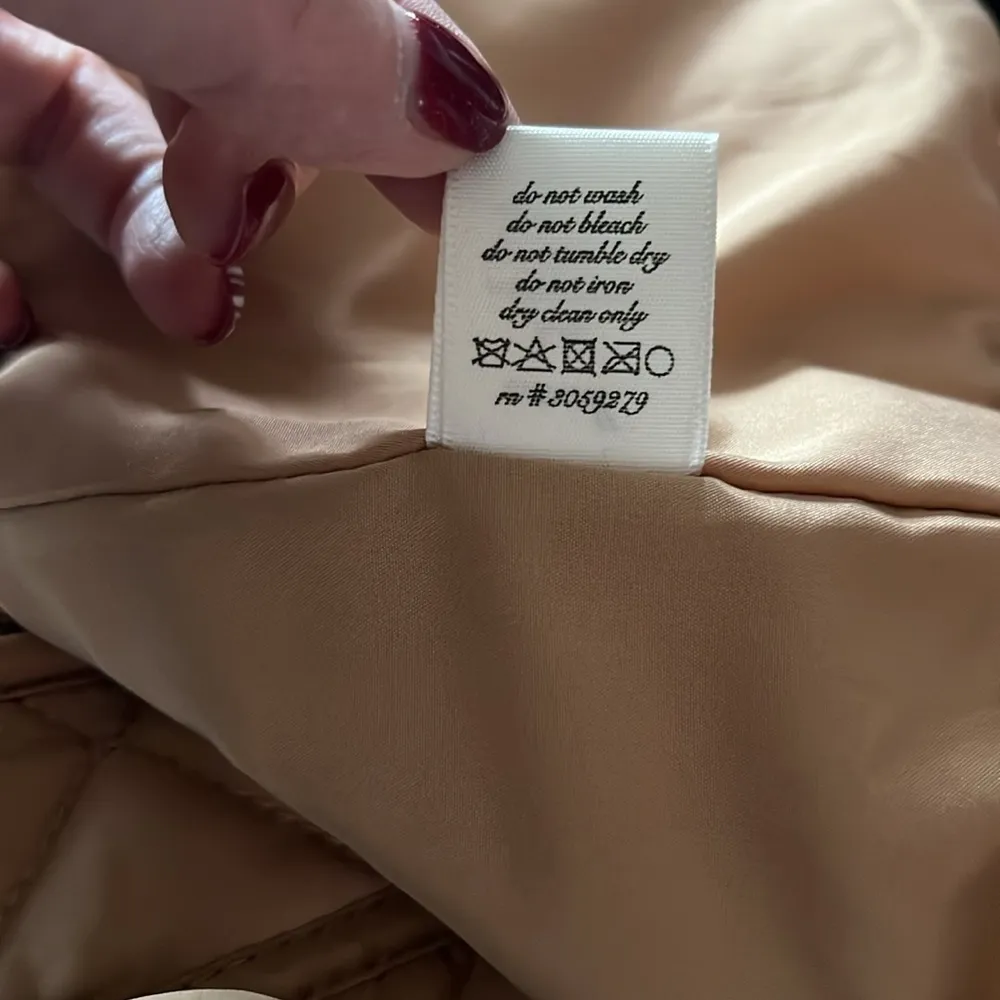 do not wash
do not bleach
do not tumble dry
do not iron
dry clean only
rn # 3059279